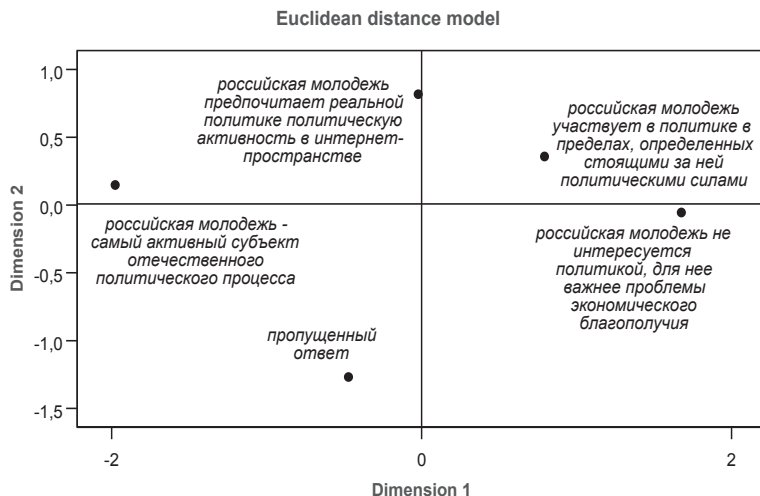 Euclidean distance model
1,0
0,5
0,0
-0,5
-1,0
-1,5
Dimension 2
российская молодежь
предпочитает реальной
политике политическую
активность в интернет-
пространстве
российская молодежь
участвует в политике в
пределах, определенных
стоящими за ней
политическими силами
российская молодежь -
самый активный субъект
отечественного
политического процесса
российская молодежь не
интересуется
политикой, для нее
важнее проблемы
экономического
благополучия
пропущенный
ответ
-2
0
2
Dimension 1